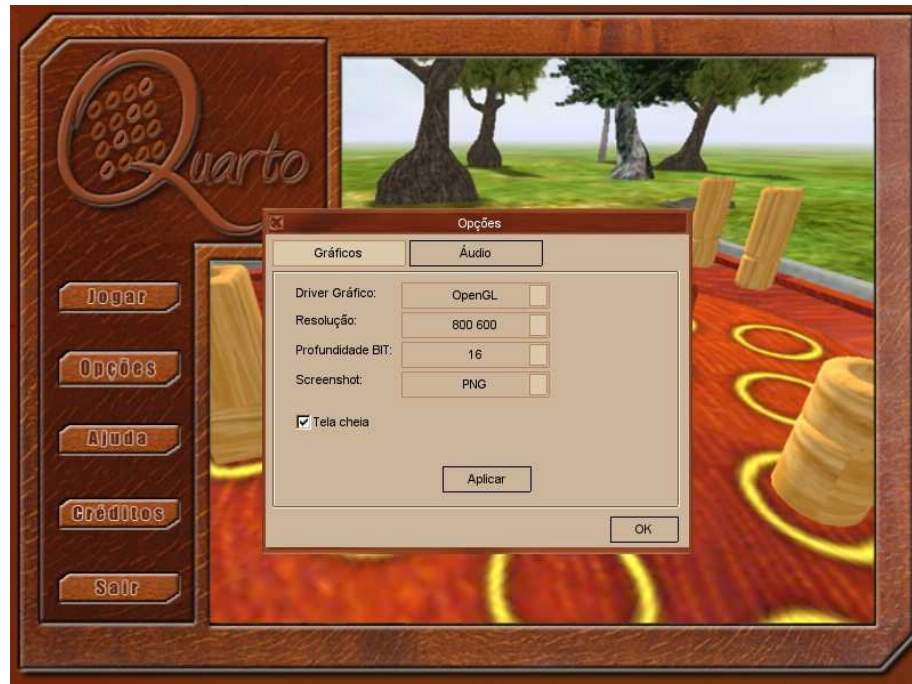 Quarto
Jogar
Opções
Ajuda
Créditos
Sair
Opções
Gráficos Áudio
Driver Gráfico: OpenGL
Resolução: 800 600
Profundidade BIT: 16
Screenshot: PNG
Tela cheia
Aplicar
OK